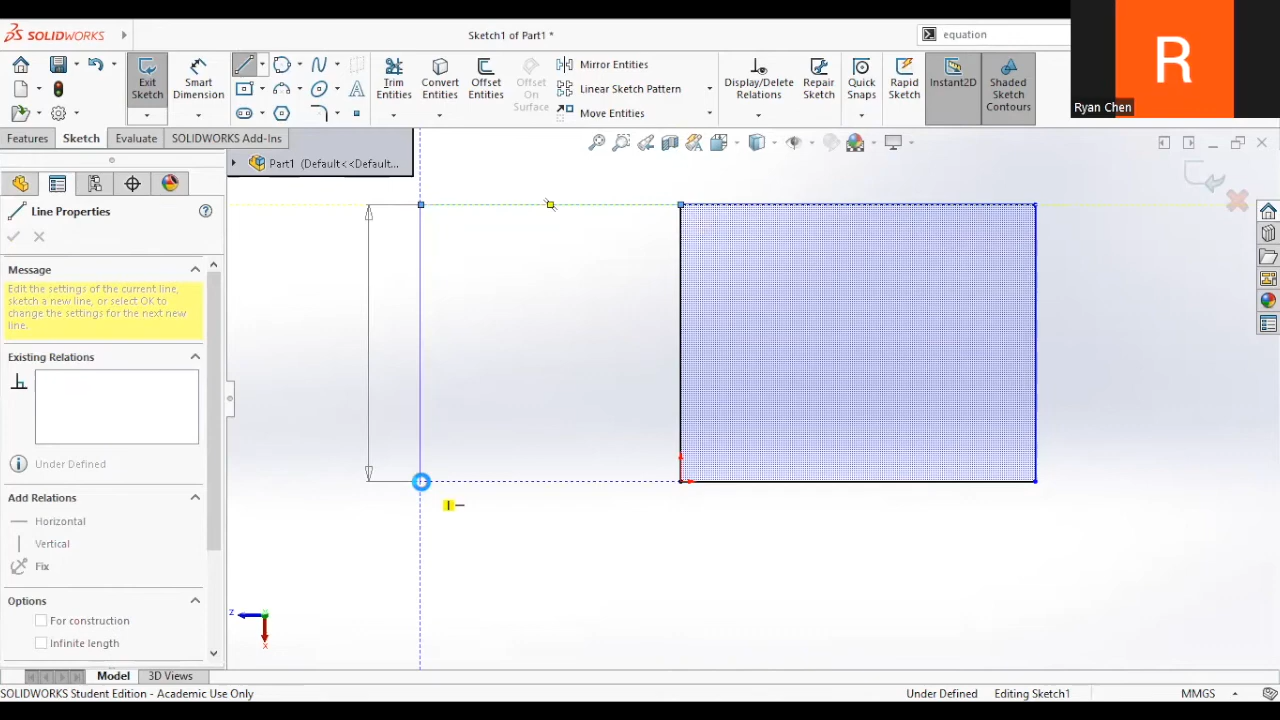 SOLIDWORKS
Sketch1 of Part1 *
equation
R
Ryan Chen
Exit Sketch
Smart Dimension
Trim Entities
Convert Entities
Offset Entities
Offset On Surface
Mirror Entities
Linear Sketch Pattern
Move Entities
Display/Delete Relations
Repair Sketch
Quick Snaps
Rapid Sketch
Instant2D
Shaded Sketch Contours
Features
Sketch
Evaluate
SOLIDWORKS Add-Ins
Part1 (Default<<Default...
Line Properties
Message
Edit the settings of the current line,
sketch a new line, or select OK to
change the settings for the next new
line.
Existing Relations
Under Defined
Add Relations
Horizontal
Vertical
Fix
Options
For construction
Infinite length
Z
X
Model
3D Views
SOLIDWORKS Student Edition - Academic Use Only
Under Defined
Editing Sketch1
MMGS